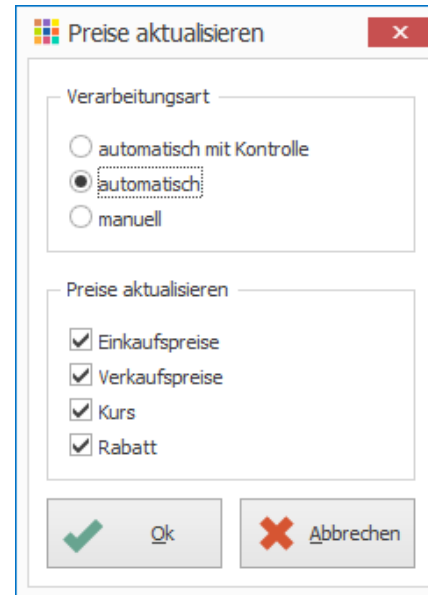 Preise aktualisieren
Verarbeitungsart
automatisch mit Kontrolle
automatisch
manuell
Preise aktualisieren
Einkaufspreise
Verkaufspreise
Kurs
Rabatt
Ok
Abbrechen